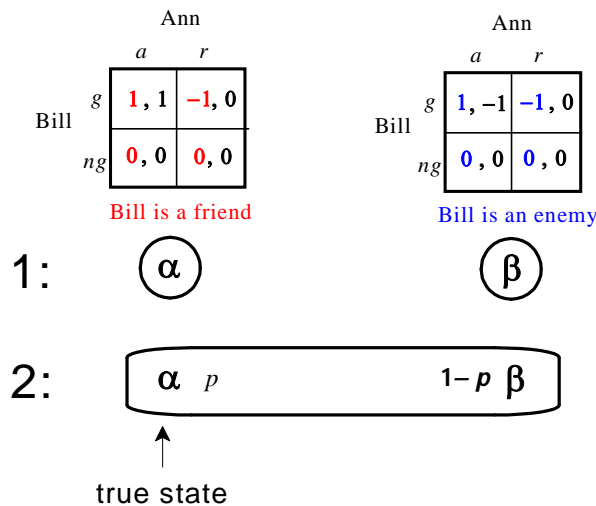 Ann
a r
Bill
g 1 , 1 −1, 0
ng 0 , 0 0 , 0
Bill is a friend
Ann
a r
Bill
g 1, −1 −1, 0
ng 0 , 0 0 , 0
Bill is an enemy
1: α β
2: α p 1− p β
true state